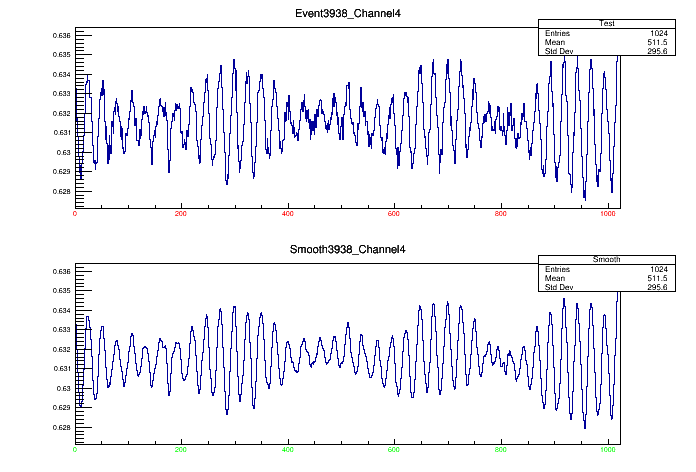 Event3938_Channel4
Test
Entries 1024
Mean 511.5
Std Dev 295.6
0.636
0.635
0.634
0.633
0.632
0.631
0.63
0.629
0.628
0 200 400 600 800 1000
Smooth3938_Channel4
Smooth
Entries 1024
Mean 511.5
Std Dev 295.6
0.636
0.635
0.634
0.633
0.632
0.631
0.63
0.629
0.628
0 200 400 600 800 1000